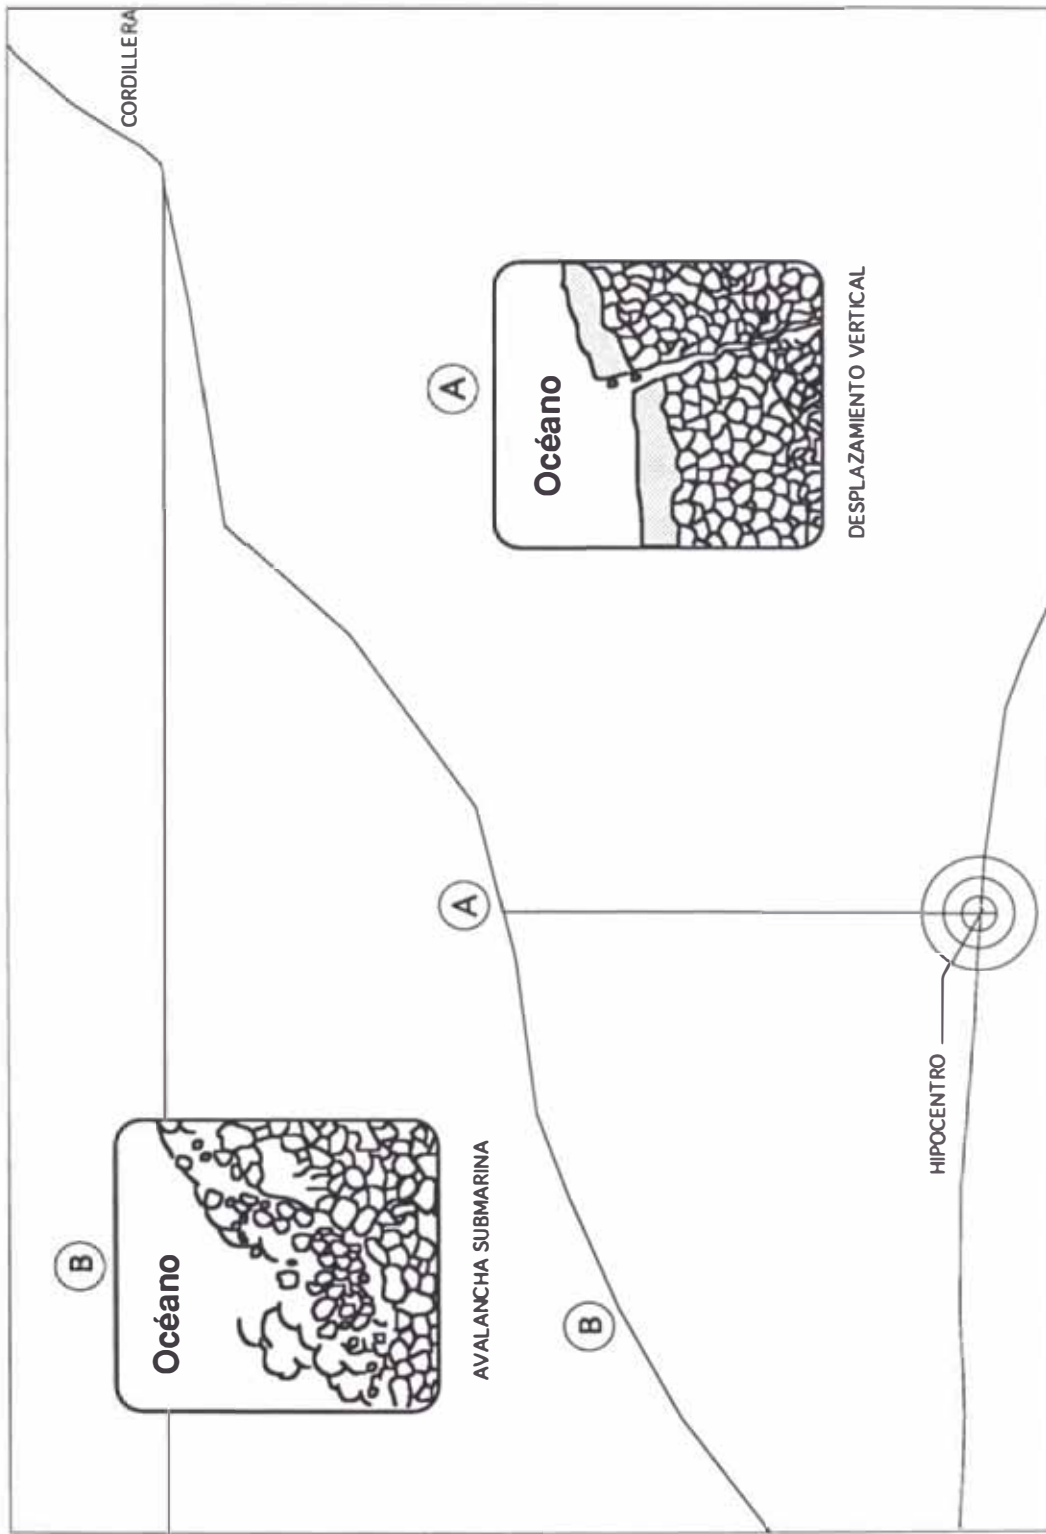 CORDILLERA
B
Océano
AVALANCHA SUBMARINA
A
Océano
DESPLAZAMIENTO VERTICAL
A
B
HIPOCENTRO